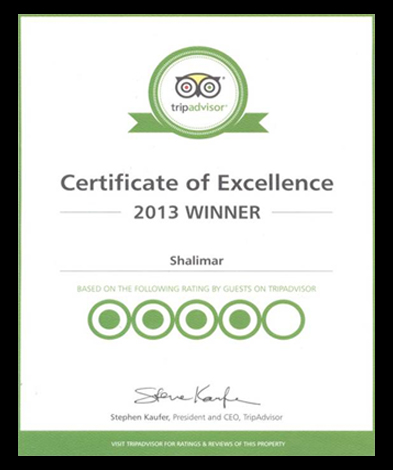 tripadvisor®
Certificate of Excellence
2013 WINNER
Shalimar
BASED ON THE FOLLOWING RATING BY GUESTS ON TRIPADVISOR
Steve Kaufer
Stephen Kaufer, President and CEO, TripAdvisor
VISIT TRIPADVISOR FOR RATINGS & REVIEWS OF THIS PROPERTY